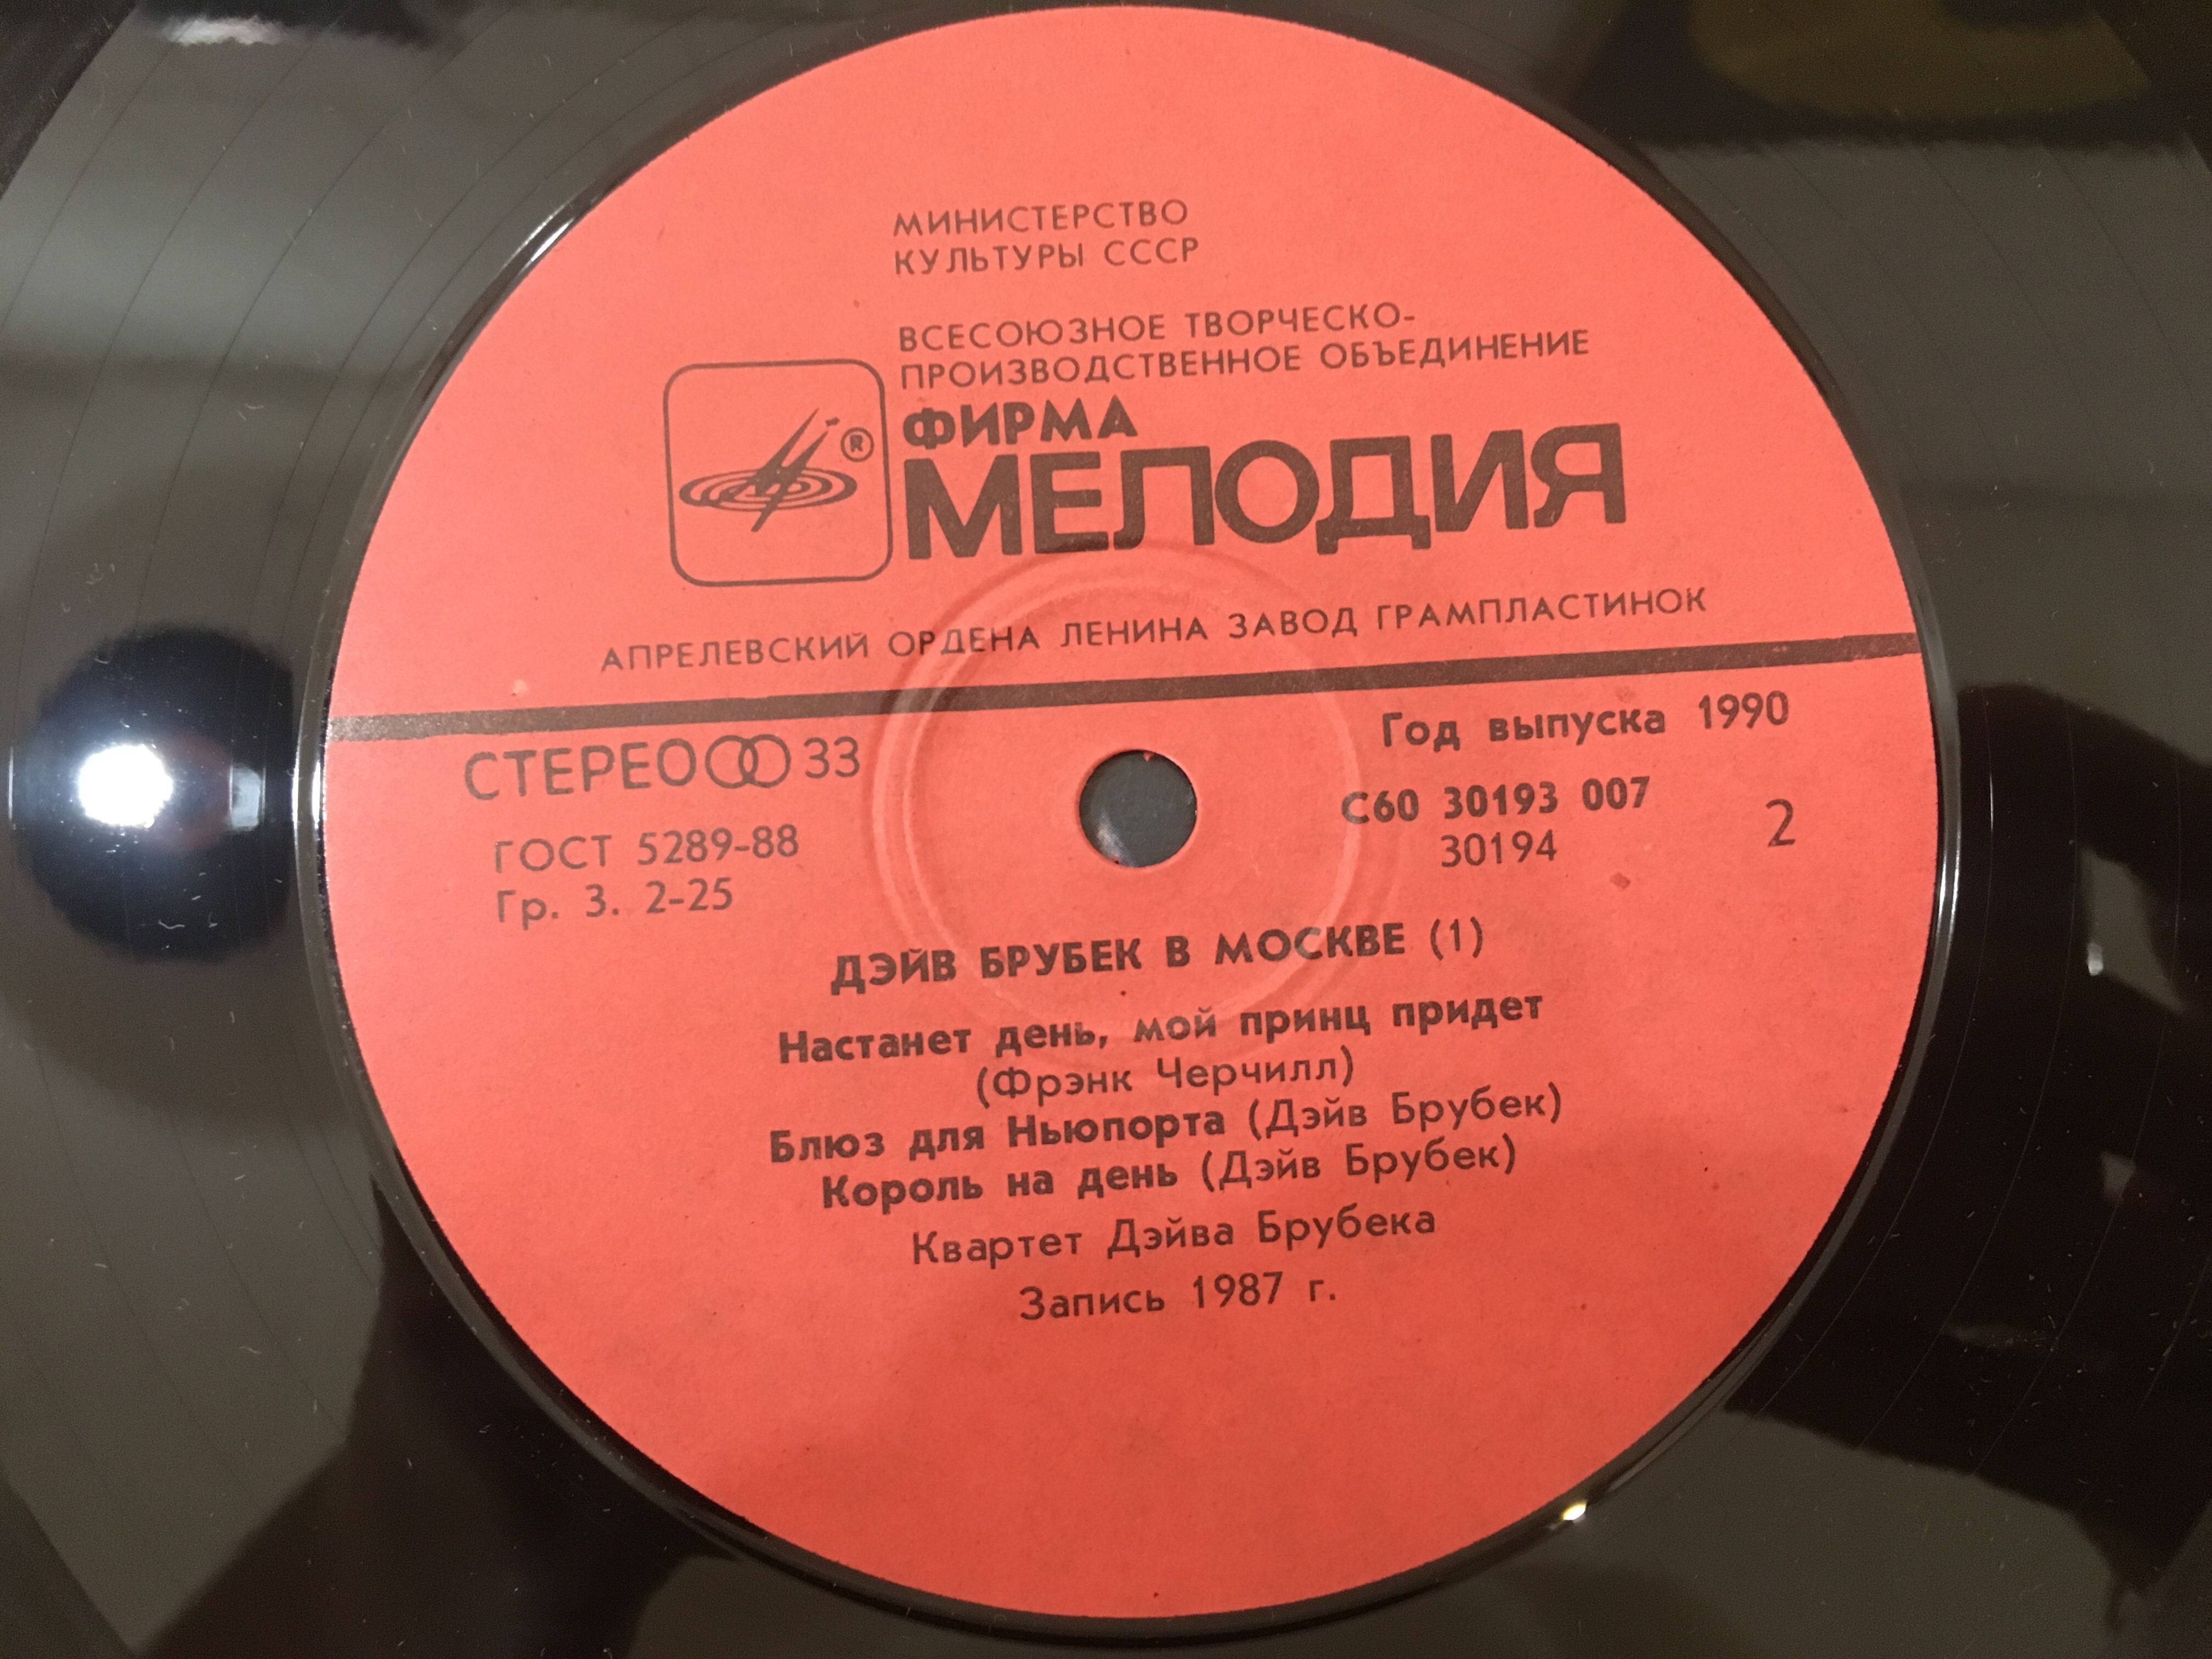 МИНИСТЕРСТВО
КУЛЬТУРЫ СССР
ВСЕСОЮЗНОЕ ТВОРЧЕСКО-
ПРОИЗВОДСТВЕННОЕ ОБЪЕДИНЕНИЕ
ФИРМА
®
МЕЛОДИЯ
АПРЕЛЕВСКИЙ ОРДЕНА ЛЕНИНА ЗАВОД ГРАМПЛАСТИНОК
СТЕРЕО 33
Год выпуска 1990
ГОСТ 5289-88
Гр. 3. 2-25
С60 30193 007
30194
2
ДЭЙВ БРУБЕК В МОСКВЕ (1)
Настанет день, мой принц придет
(Фрэнк Черчилл)
Блюз для Ньюпорта (Дэйв Брубек)
Король на день (Дэйв Брубек)
Квартет Дэйва Брубека
Запись 1987 г.